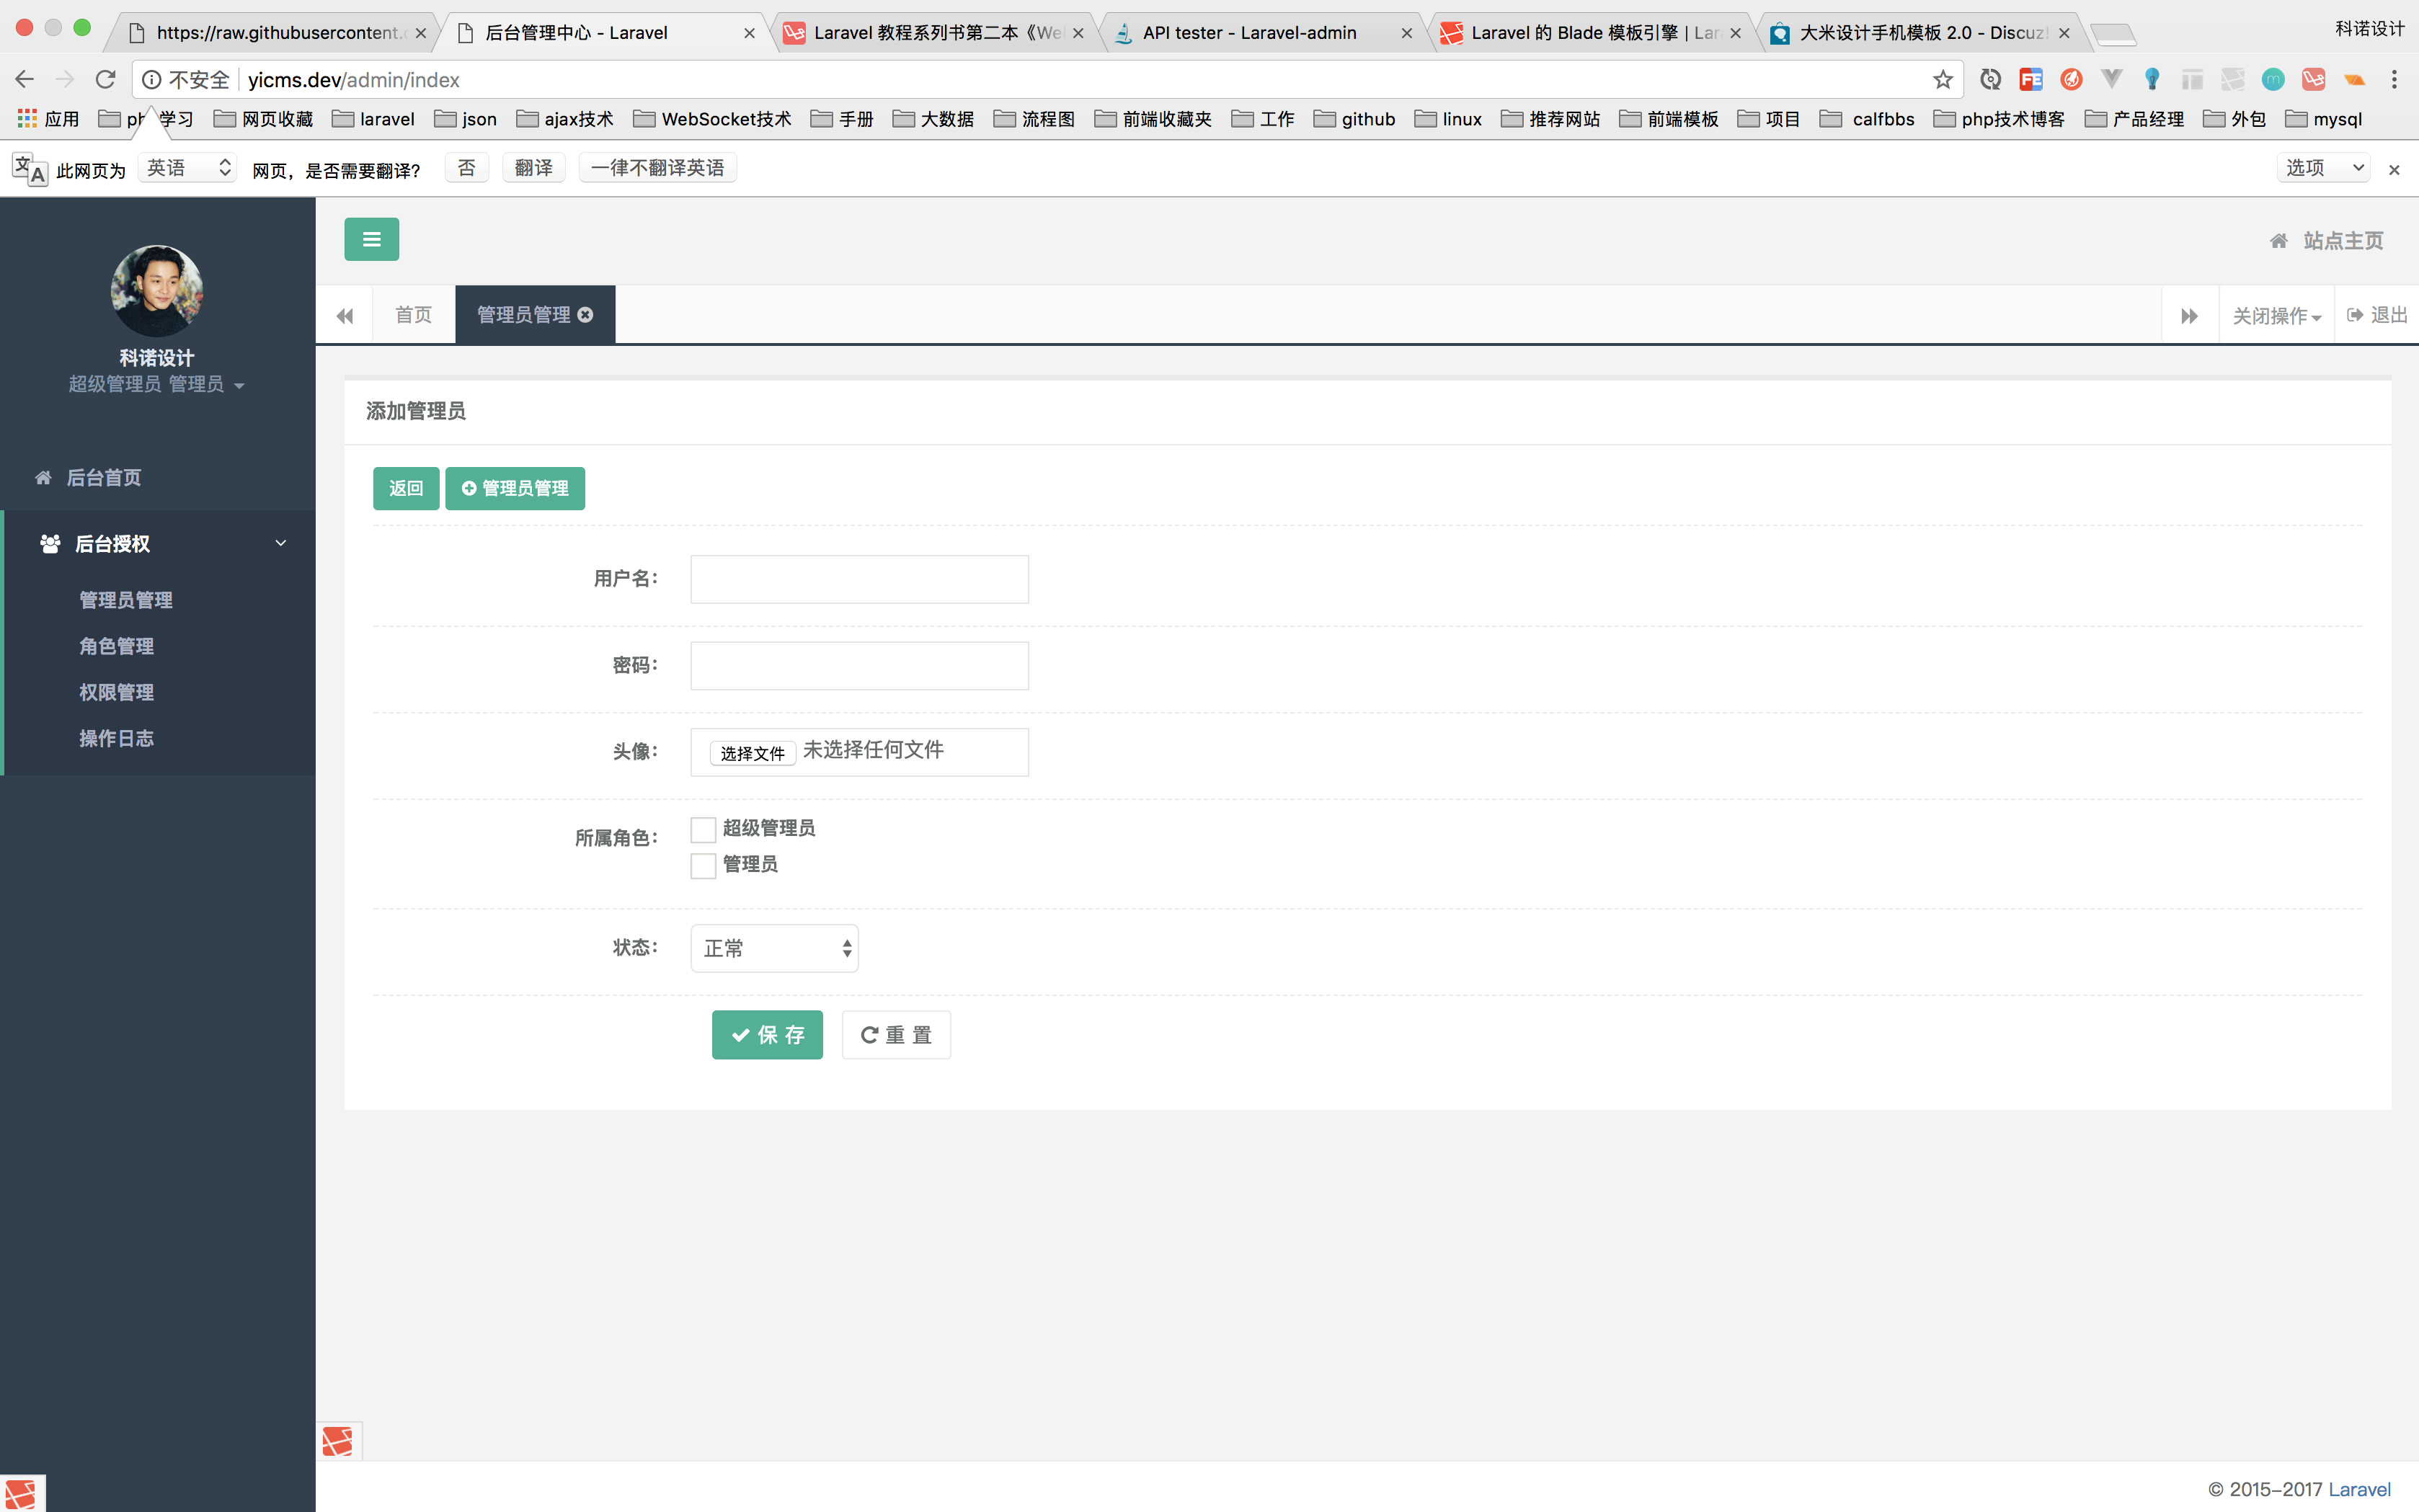 https://raw.githubusercontent.
后台管理中心 - Laravel
Laravel 教程系列书第二本《We
API tester - Laravel-admin
Laravel 的 Blade 模板引擎 | Lar
大米设计手机模板 2.0 - Discuz!
科诺设计
不安全
yicms.dev/admin/index
应用
ph 学习
网页收藏
laravel
json
ajax技术
WebSocket技术
手册
大数据
流程图
前端收藏夹
工作
github
linux
推荐网站
前端模板
项目
calfbbs
php技术博客
产品经理
外包
mysql
此网页为
英语
网页，是否需要翻译?
否
翻译
一律不翻译英语
选项
科诺设计
超级管理员 管理员
后台首页
后台授权
管理员管理
角色管理
权限管理
操作日志
站点主页
首页
管理员管理
关闭操作
退出
添加管理员
返回
管理员管理
用户名：
密码：
头像：
选择文件 未选择任何文件
所属角色：
超级管理员
管理员
状态：
正常
保 存
重 置
© 2015-2017 Laravel